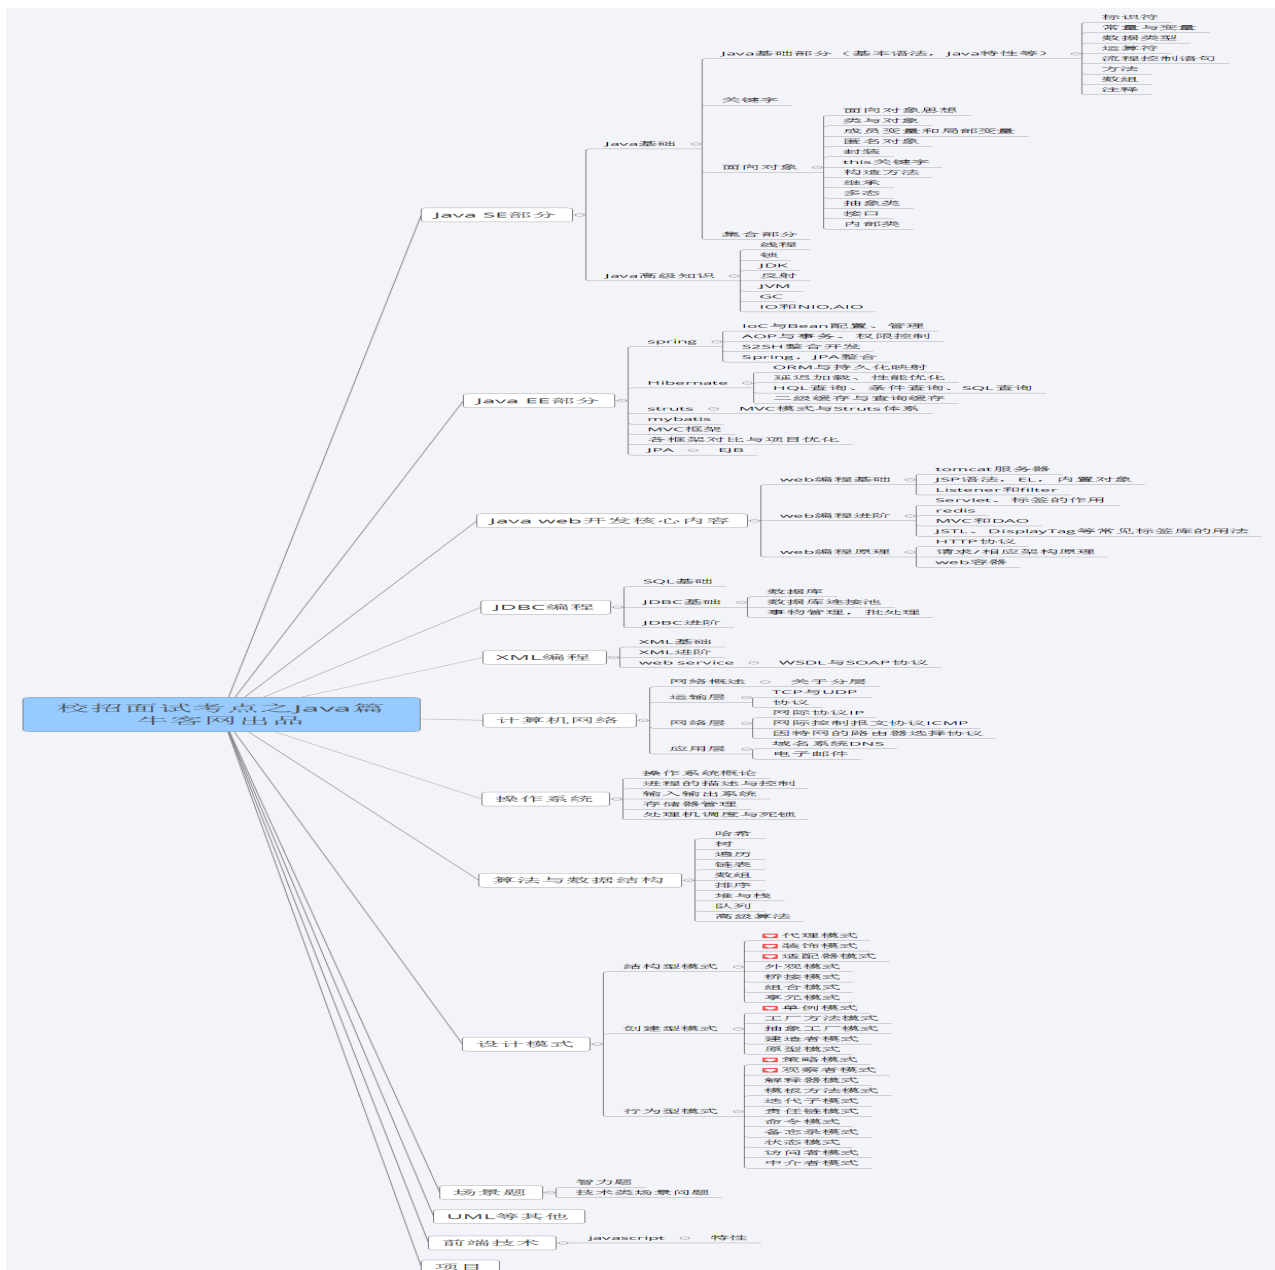 校招面试考点之Java篇
牛客网出品
Java SE部分
Java基础
Java基础部分（基本语法，Java特性等）
标识符
常量与变量
数据类型
运算符
流程控制语句
方法
数组
注释
关键字
面向对象
面向对象思想
类与对象
成员变量和局部变量
匿名对象
封装
this关键字
构造方法
继承
多态
抽象类
接口
内部类
集合部分
Java高级知识
线程
锁
JDK
反射
JVM
GC
IO和NIO,AIO
Java EE部分
spring
IoC与Bean配置、管理
AOP与事务、权限控制
S2SH整合开发
Spring，JPA整合
Hibernate
ORM与持久化映射
延迟加载、性能优化
HQL查询、条件查询、SQL查询
二级缓存与查询缓存
struts
MVC模式与Struts体系
mybatis
MVC框架
各框架对比与项目优化
JPA
EJB
Java web开发核心内容
web编程基础
tomcat服务器
JSP语法，EL，内置对象
Listener和filter
web编程进阶
Servlet、标签的作用
redis
MVC和DAO
JSTL、DisplayTag等常见标签库的用法
web编程原理
HTTP协议
请求/相应架构原理
web容器
JDBC编程
SQL基础
JDBC基础
数据库
数据库连接池
事物管理，批处理
JDBC进阶
XML编程
XML基础
XML进阶
web service
WSDL与SOAP协议
计算机网络
网络概述
关于分层
运输层
TCP与UDP
协议
网络层
网际协议IP
网际控制报文协议ICMP
因特网的路由器选择协议
应用层
域名系统DNS
电子邮件
操作系统
操作系统概论
进程的描述与控制
输入输出系统
存储器管理
处理机调度与死锁
算法与数据结构
哈希
树
遍历
链表
数组
排序
堆与栈
队列
高级算法
设计模式
结构型模式
代理模式
装饰模式
适配器模式
外观模式
桥接模式
组合模式
享元模式
创建型模式
单例模式
工厂方法模式
抽象工厂模式
建造者模式
原型模式
行为型模式
策略模式
观察者模式
解释器模式
模板方法模式
迭代子模式
责任链模式
命令模式
备忘录模式
状态模式
访问者模式
中介者模式
场景题
智力题
技术类场景问题
UML等其他
前端技术
javascript
特性
项目